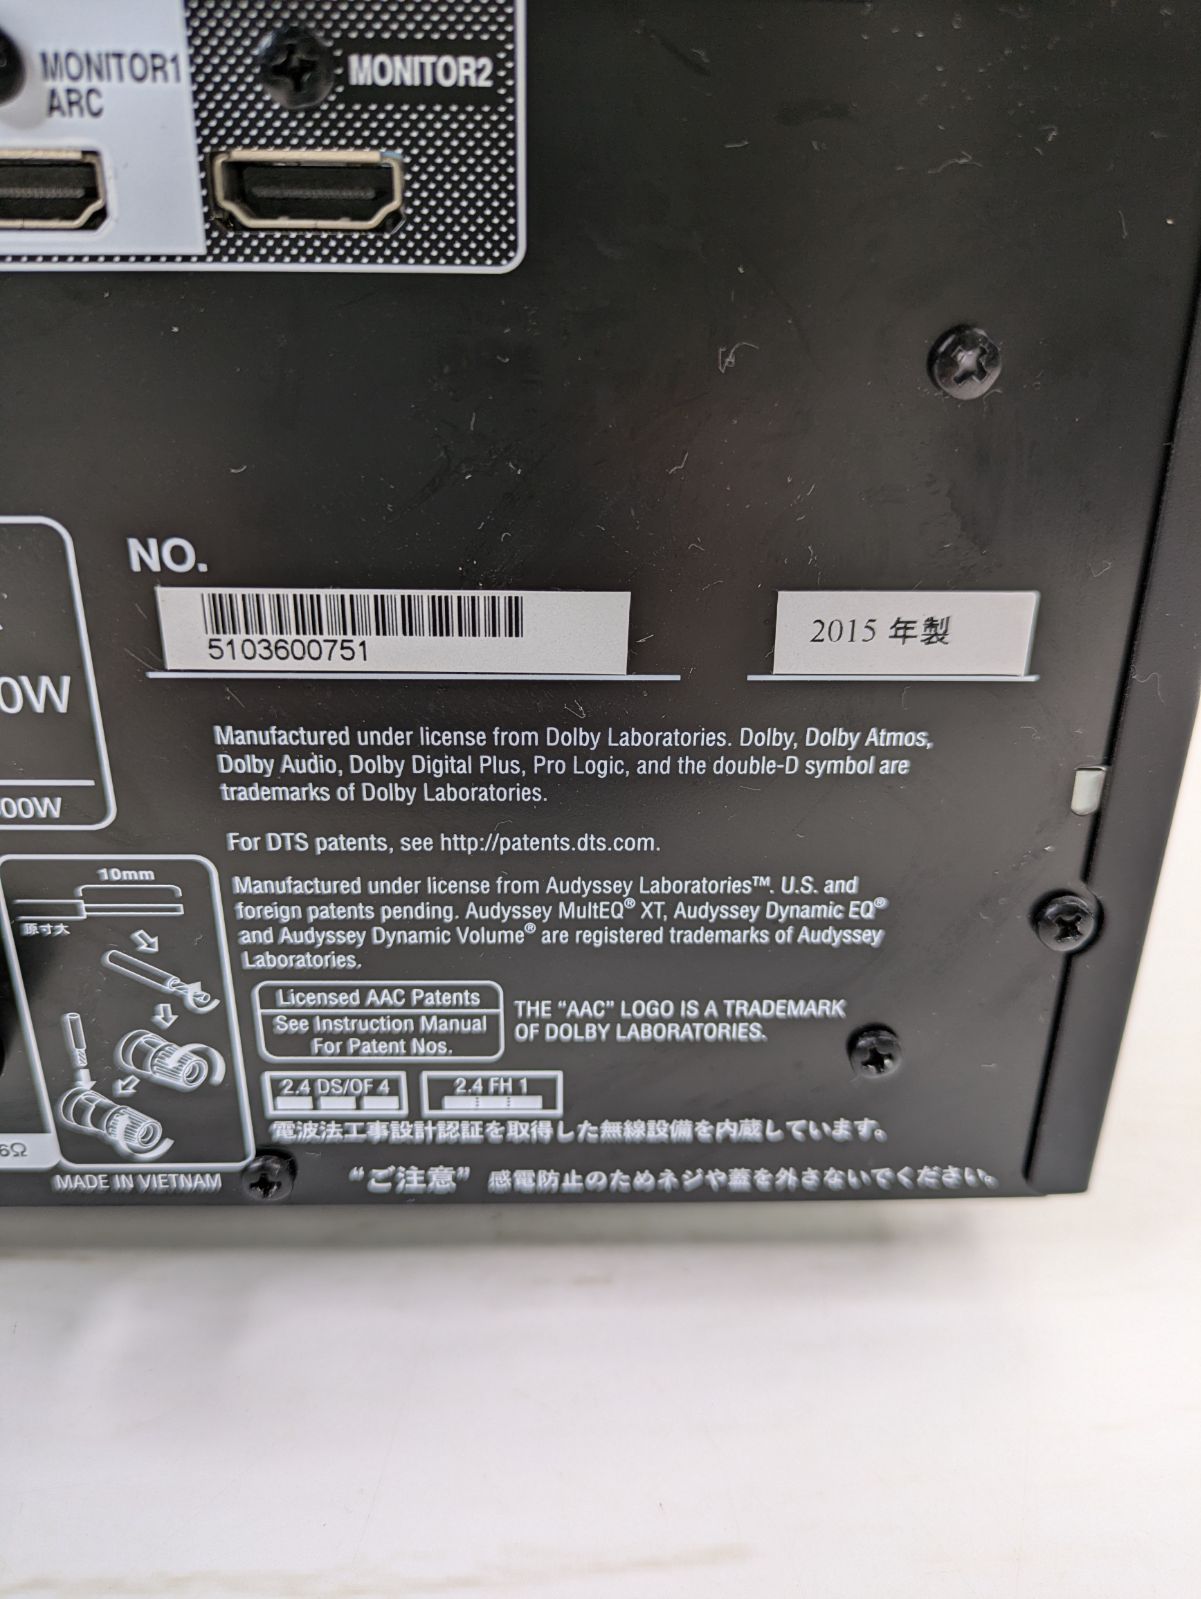 MONITOR1
ARC
MONITOR2
NO.
5103600751
2015 年製
0W
00W
Manufactured under license from Dolby Laboratories. Dolby, Dolby Atmos,
Dolby Audio, Dolby Digital Plus, Pro Logic, and the double-D symbol are
trademarks of Dolby Laboratories.
For DTS patents, see http://patents.dts.com.
Manufactured under license from Audyssey Laboratories™. U.S. and
foreign patents pending. Audyssey MultEQ® XT, Audyssey Dynamic EQ®
and Audyssey Dynamic Volume® are registered trademarks of Audyssey
Laboratories.
10mm
原寸大
Licensed AAC Patents
See Instruction Manual
For Patent Nos.
THE “AAC” LOGO IS A TRADEMARK
OF DOLBY LABORATORIES.
2.4 DS/OF 4
2.4 FH 1
電波法工事設計認証を取得した無線設備を内蔵しています。
6Ω
MADE IN VIETNAM
“ご注意” 感電防止のためネジや蓋を外さないでください。